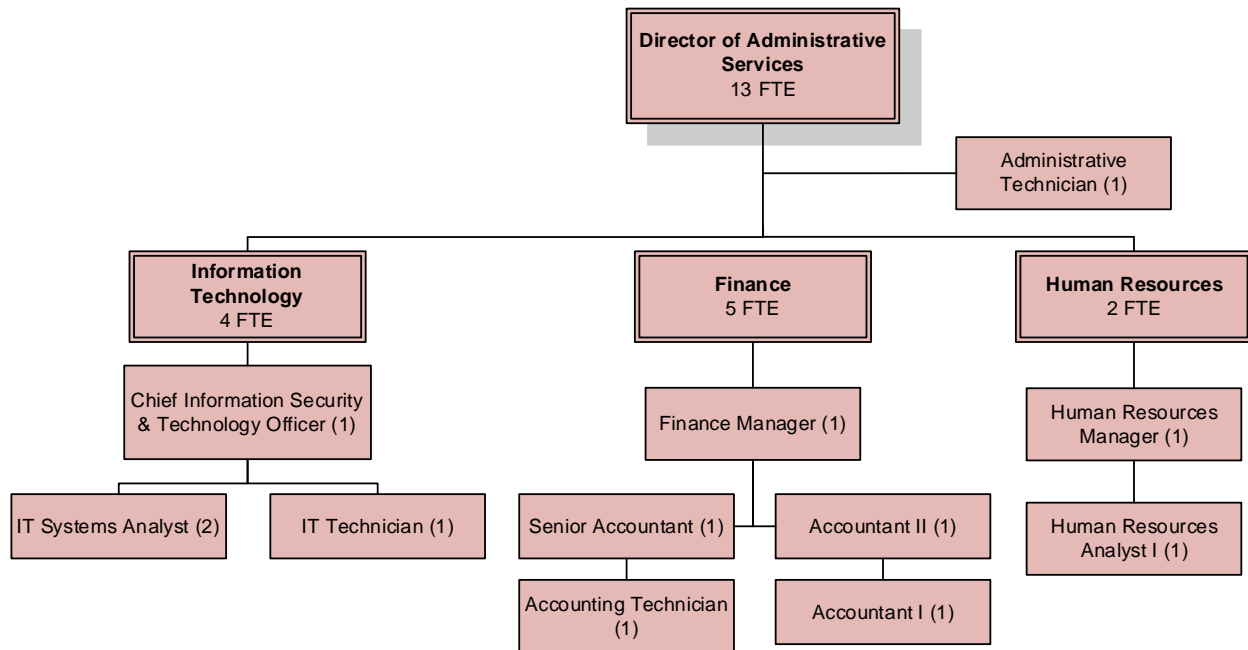 Director of Administrative
Services
13 FTE
Administrative
Technician (1)
Information
Technology
4 FTE
Finance
5 FTE
Human Resources
2 FTE
Chief Information Security
& Technology Officer (1)
Finance Manager (1)
Human Resources
Manager (1)
IT Systems Analyst (2)
IT Technician (1)
Senior Accountant (1)
Accountant II (1)
Human Resources
Analyst I (1)
Accounting Technician
(1)
Accountant I (1)